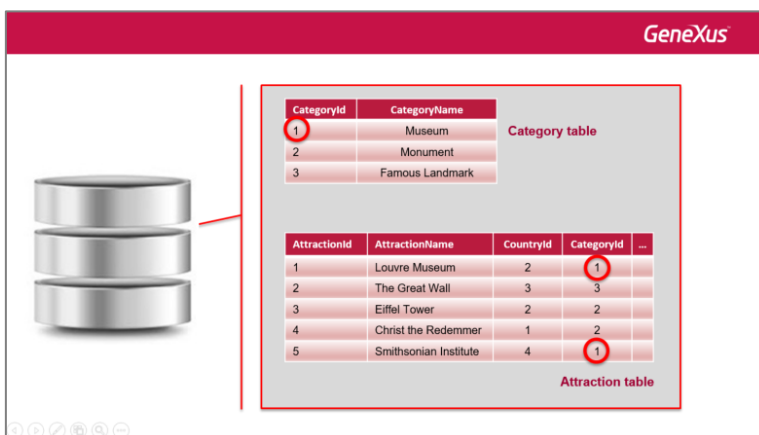 GeneXus
CategoryId CategoryName
1 Museum
2 Monument
3 Famous Landmark
Category table
AttractionId AttractionName CountryId CategoryId ...
1 Louvre Museum 2 1
2 The Great Wall 3 3
3 Eiffel Tower 2 2
4 Christ the Redemmer 1 2
5 Smithsonian Institute 4 1
Attraction table